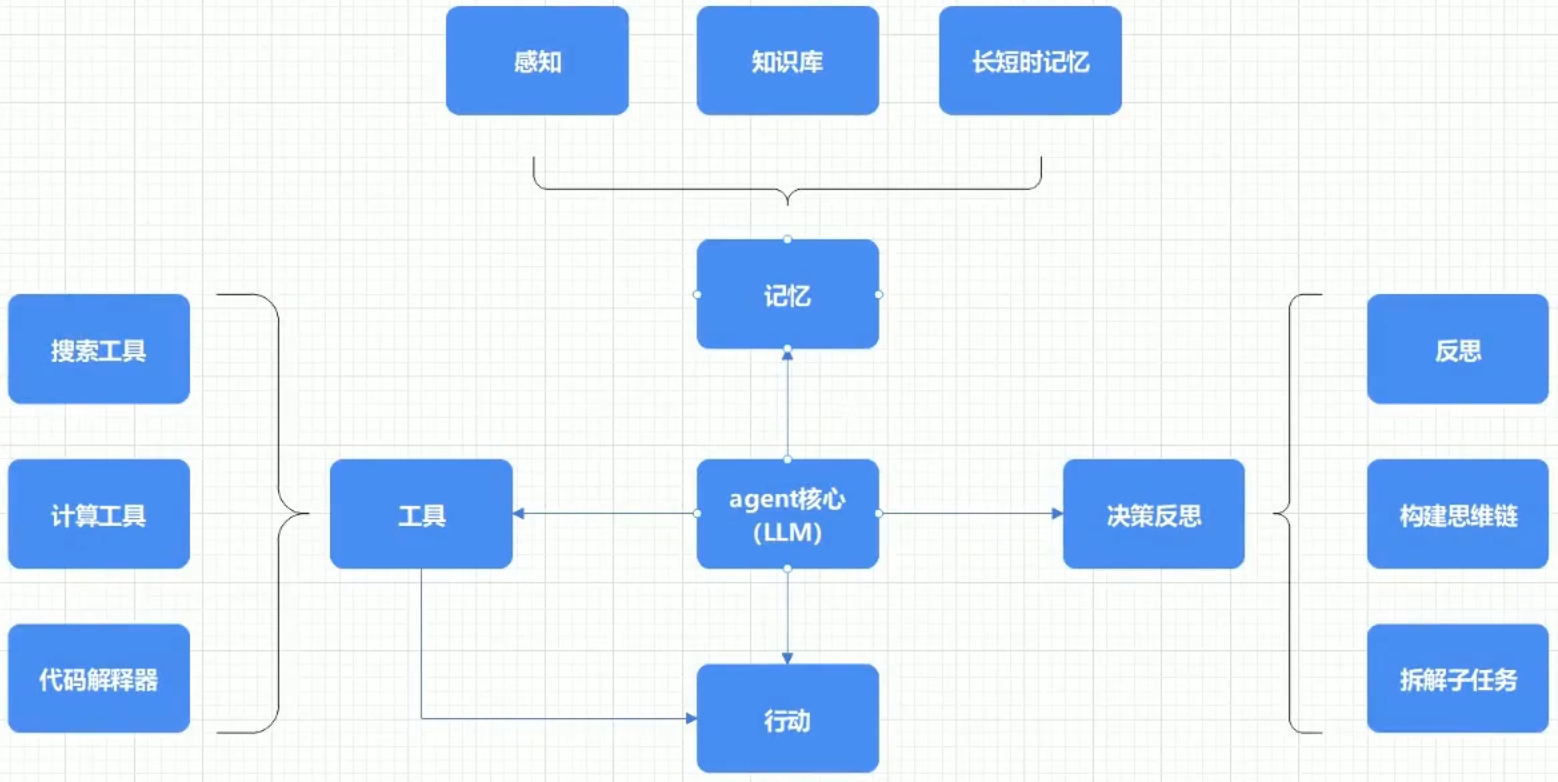 感知
知识库
长短时记忆
记忆
搜索工具
反思
计算工具
工具
agent核心
（LLM）
决策反思
构建思维链
代码解释器
行动
拆解子任务